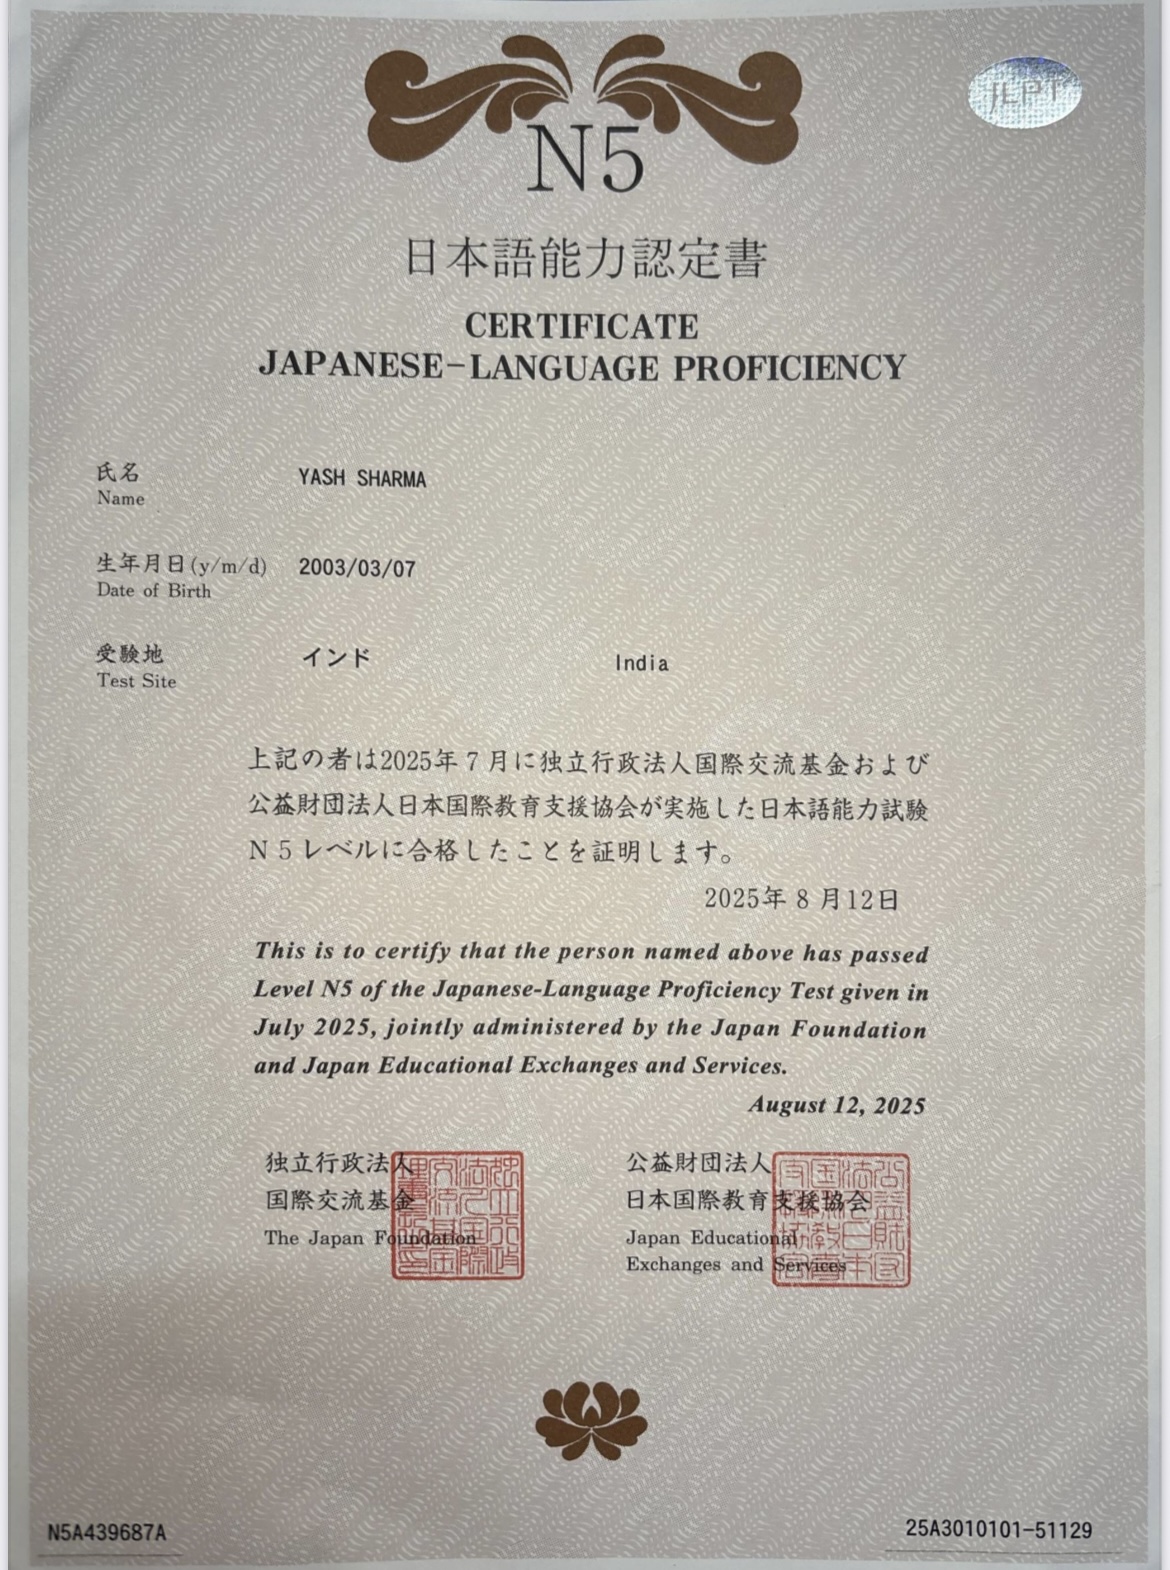 JLPT
N5
日本語能力認定書
CERTIFICATE
JAPANESE-LANGUAGE PROFICIENCY
氏名 YASH SHARMA
Name
生年月日(y/m/d) 2003/03/07
Date of Birth
受験地 インド India
Test Site
上記の者は2025年7月に独立行政法人国際交流基金および
公益財団法人日本国際教育支援協会が実施した日本語能力試験
N5レベルに合格したことを証明します。
2025年8月12日
This is to certify that the person named above has passed
Level N5 of the Japanese-Language Proficiency Test given in
July 2025, jointly administered by the Japan Foundation
and Japan Educational Exchanges and Services.
August 12, 2025
独立行政法人
国際交流基金
The Japan Foundation
公益財団法人
日本国際教育支援協会
Japan Educational
Exchanges and Services
N5A439687A
25A3010101-51129